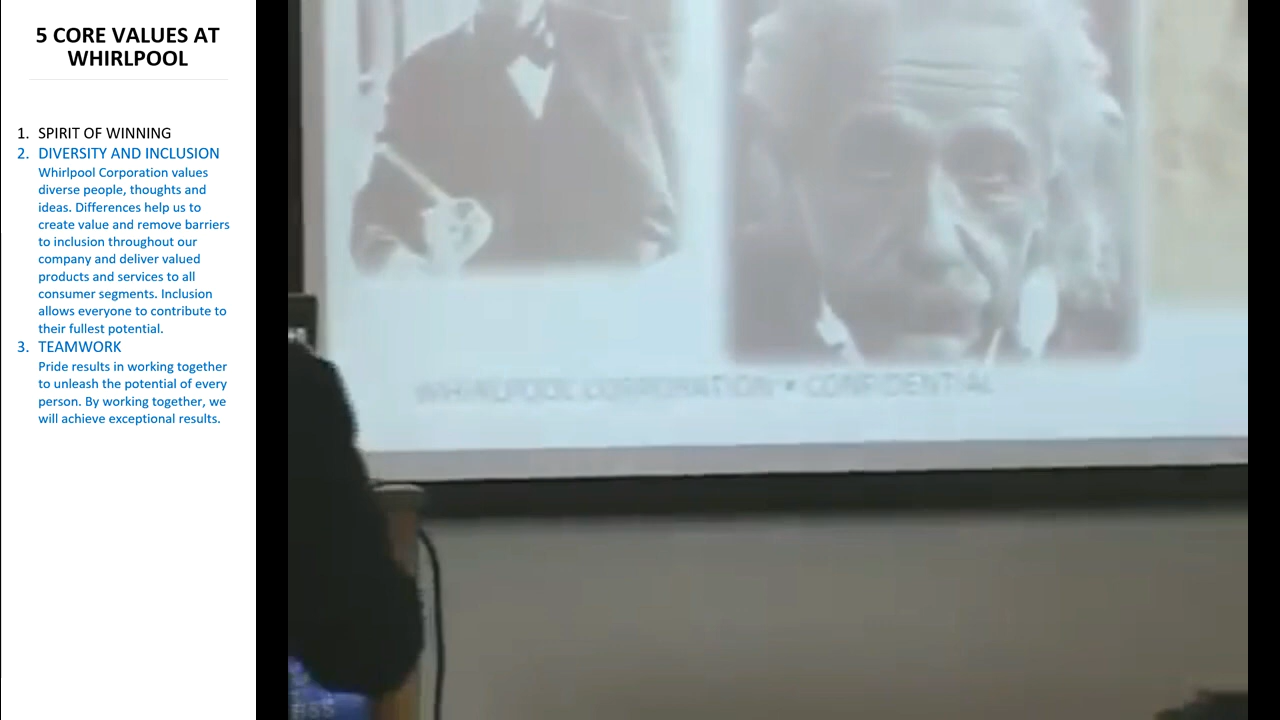 5 CORE VALUES AT
WHIRLPOOL
1. SPIRIT OF WINNING
2. DIVERSITY AND INCLUSION
Whirlpool Corporation values
diverse people, thoughts and
ideas. Differences help us to
create value and remove barriers
to inclusion throughout our
company and deliver valued
products and services to all
consumer segments. Inclusion
allows everyone to contribute to
their fullest potential.
3. TEAMWORK
Pride results in working together
to unleash the potential of every
person. By working together, we
will achieve exceptional results.
WHIRLPOOL CORPORATION • CONFIDENTIAL